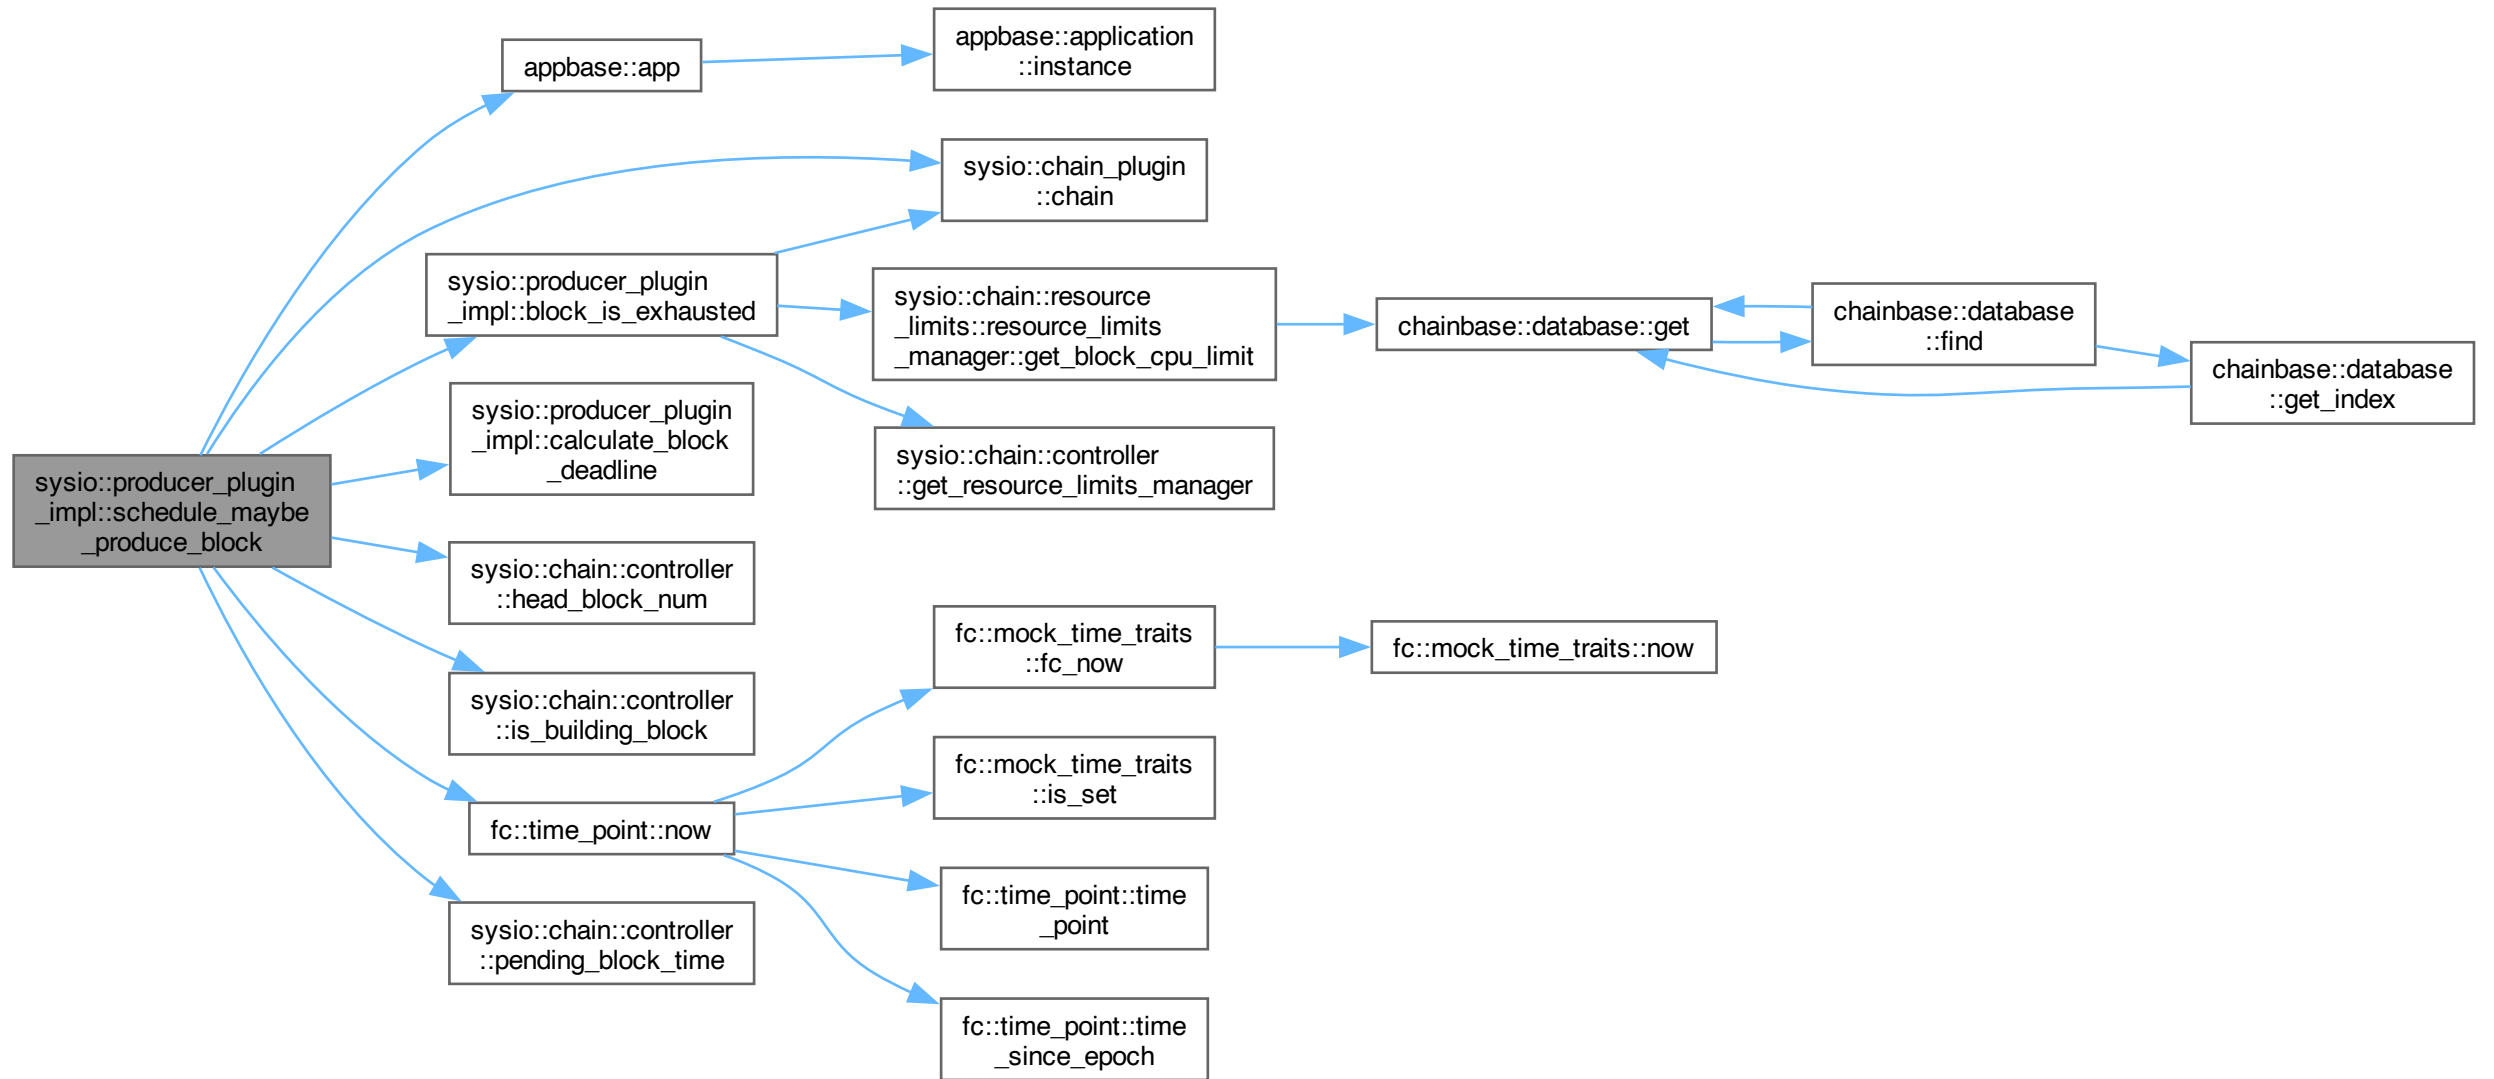 sysio::producer_plugin
_impl::schedule_maybe
_produce_block
appbase::app
appbase::application
::instance
sysio::chain_plugin
::chain
sysio::producer_plugin
_impl::block_is_exhausted
sysio::chain::resource
_limits::resource_limits
_manager::get_block_cpu_limit
chainbase::database::get
chainbase::database
::find
chainbase::database
::get_index
sysio::chain::controller
::get_resource_limits_manager
sysio::producer_plugin
_impl::calculate_block
_deadline
sysio::chain::controller
::head_block_num
sysio::chain::controller
::is_building_block
fc::time_point::now
fc::mock_time_traits
::fc_now
fc::mock_time_traits::now
fc::mock_time_traits
::is_set
fc::time_point::time
_point
fc::time_point::time
_since_epoch
sysio::chain::controller
::pending_block_time